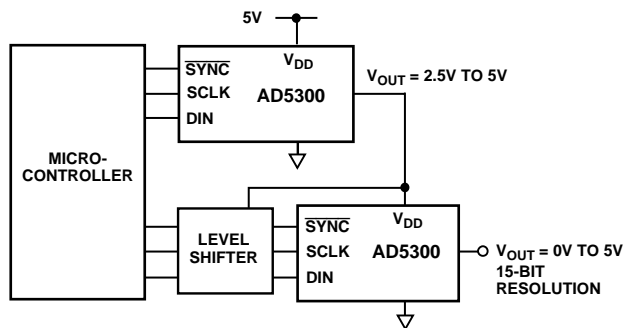 5V
V_DD
SYNC
SCLK
DIN
AD5300
V_OUT = 2.5V TO 5V
MICRO-
CONTROLLER
LEVEL
SHIFTER
V_DD
SYNC
SCLK
DIN
AD5300
V_OUT = 0V TO 5V
15-BIT
RESOLUTION